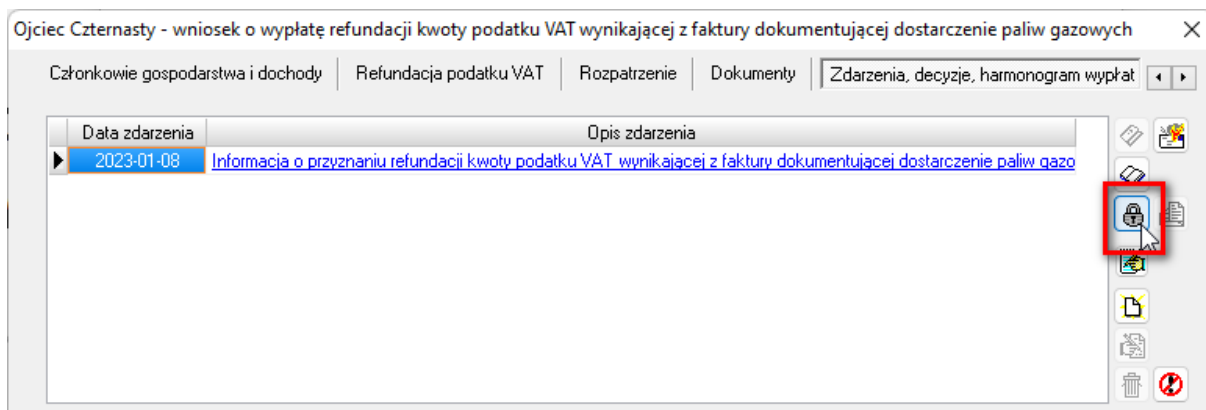 Ojciec Czternasty - wniosek o wypłatę refundacji kwoty podatku VAT wynikającej z faktury dokumentującej dostarczenie paliw gazowych
Członkowie gospodarstwa i dochody Refundacja podatku VAT Rozpatrzenie Dokumenty Zdarzenia, decyzje, harmonogram wypłat
Data zdarzenia Opis zdarzenia
2023-01-08 Informacja o przyznaniu refundacji kwoty podatku VAT wynikającej z faktury dokumentującej dostarczenie paliw gazo